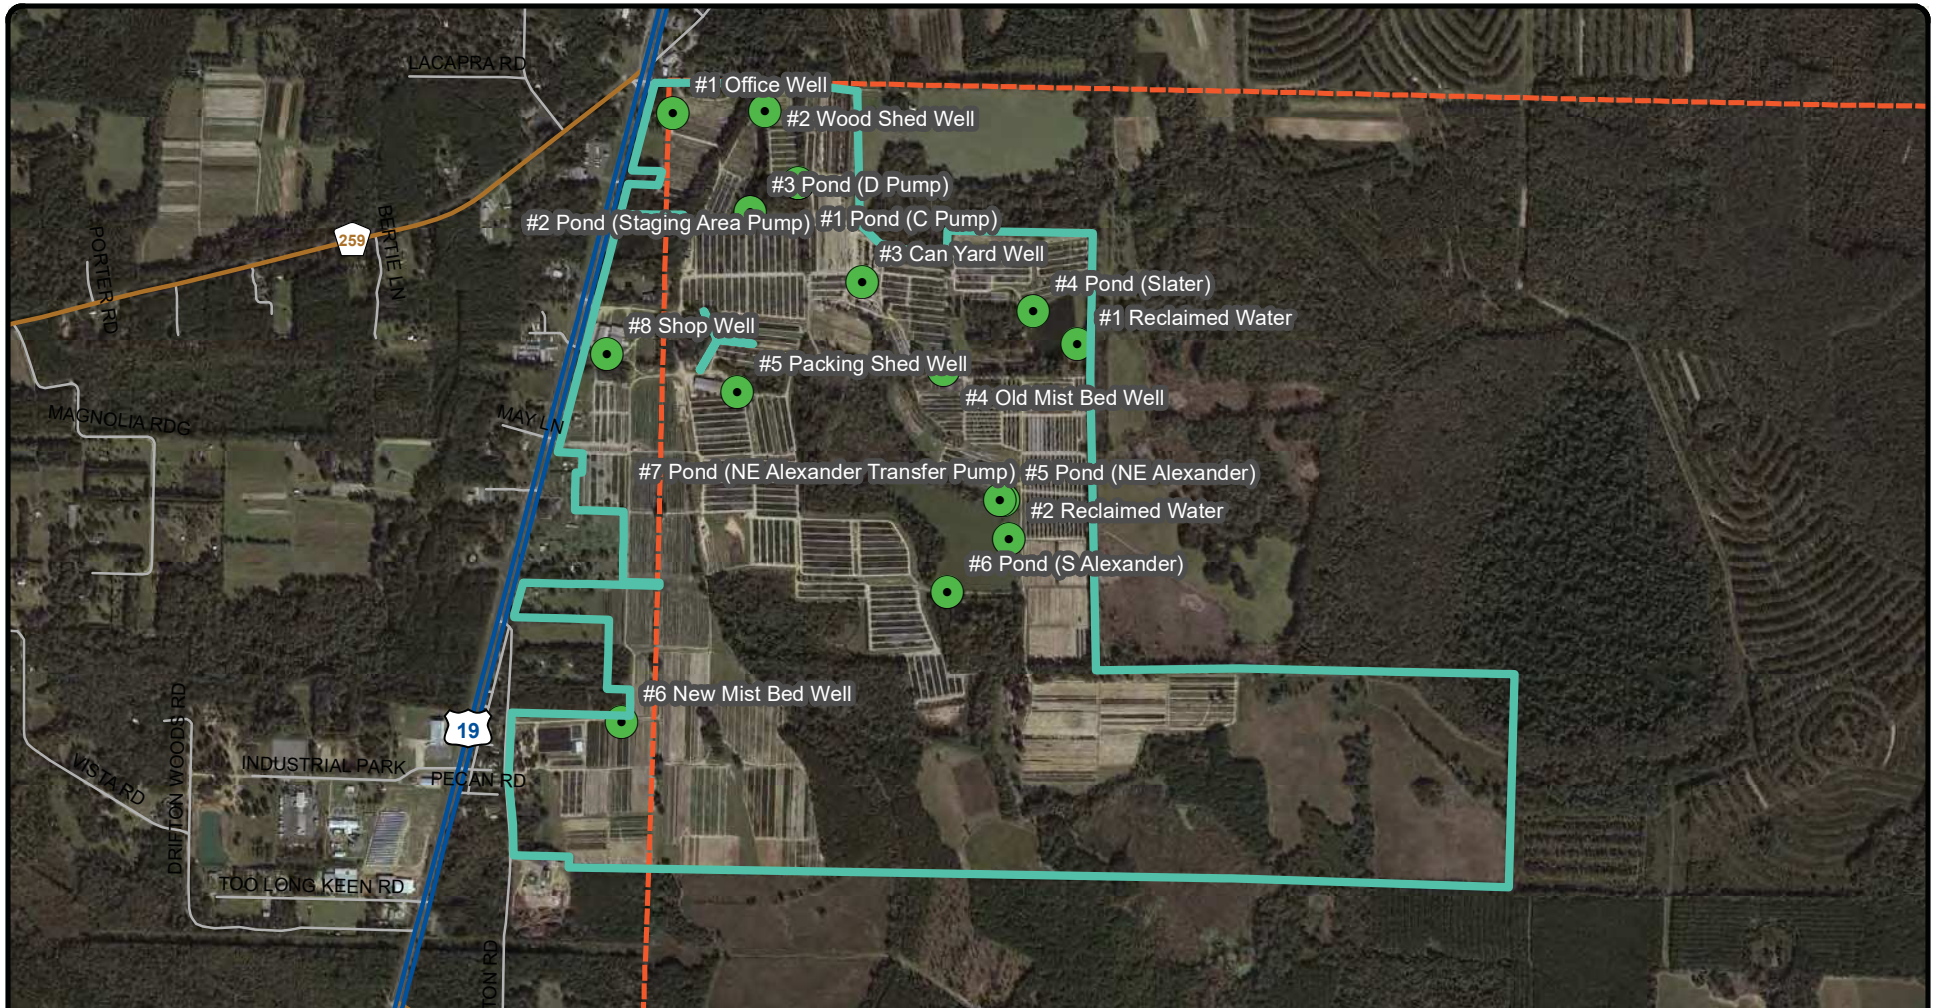 LACAPRA RD
#1 Office Well
#2 Wood Shed Well
#3 Pond (D Pump)
#2 Pond (Staging Area Pump)
#1 Pond (C Pump)
259
BERTIE LN
PORTER RD
#3 Can Yard Well
#4 Pond (Slater)
#1 Reclaimed Water
#8 Shop Well
#5 Packing Shed Well
#4 Old Mist Bed Well
MAGNOLIA RDG
MAY LN
#7 Pond (NE Alexander Transfer Pump)
#5 Pond (NE Alexander)
#2 Reclaimed Water
#6 Pond (S Alexander)
#6 New Mist Bed Well
19
DRIFTON WOODS RD
VISTA RD
INDUSTRIAL PARK
PECAN RD
TOO LONG KEEN RD
TON RD